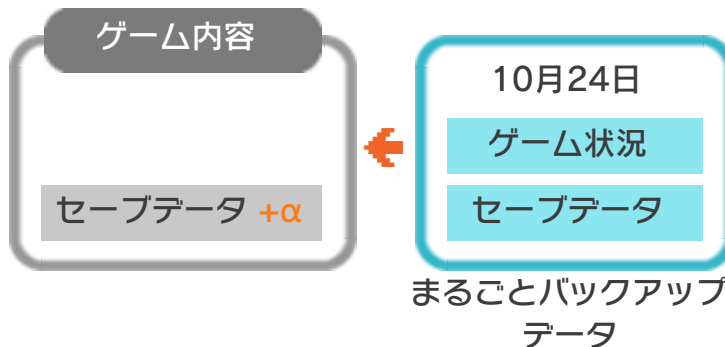 ゲーム内容
セーブデータ +α
10月24日
ゲーム状況
セーブデータ
まるごとバックアップ
データ